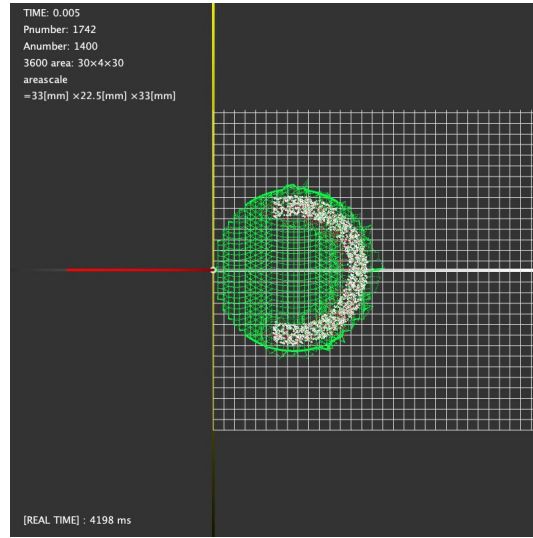 TIME: 0.005
Pnumber: 1742
Anumber: 1400
3600 area: 30×4×30
areascale
=33[mm] ×22.5[mm] ×33[mm]
[REAL TIME] : 4198 ms